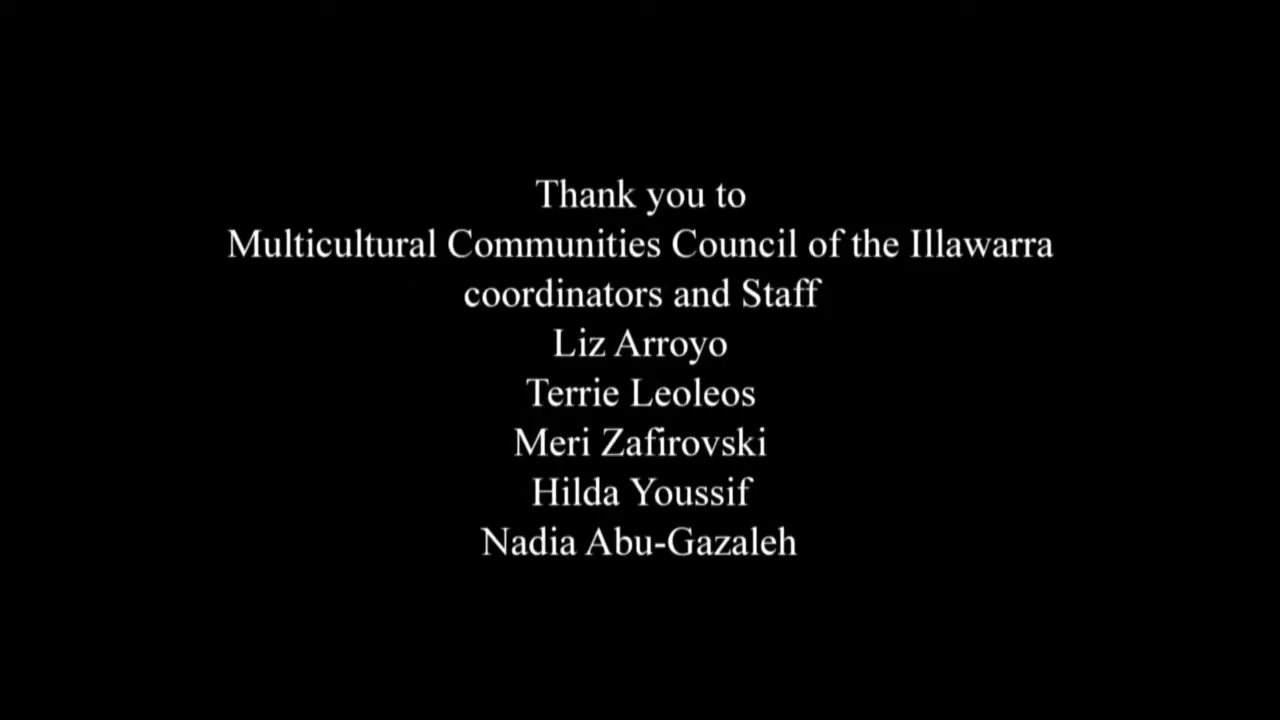 Thank you to
Multicultural Communities Council of the Illawarra
coordinators and Staff
Liz Arroyo
Terrie Leoleos
Meri Zafirovski
Hilda Youssif
Nadia Abu-Gazaleh